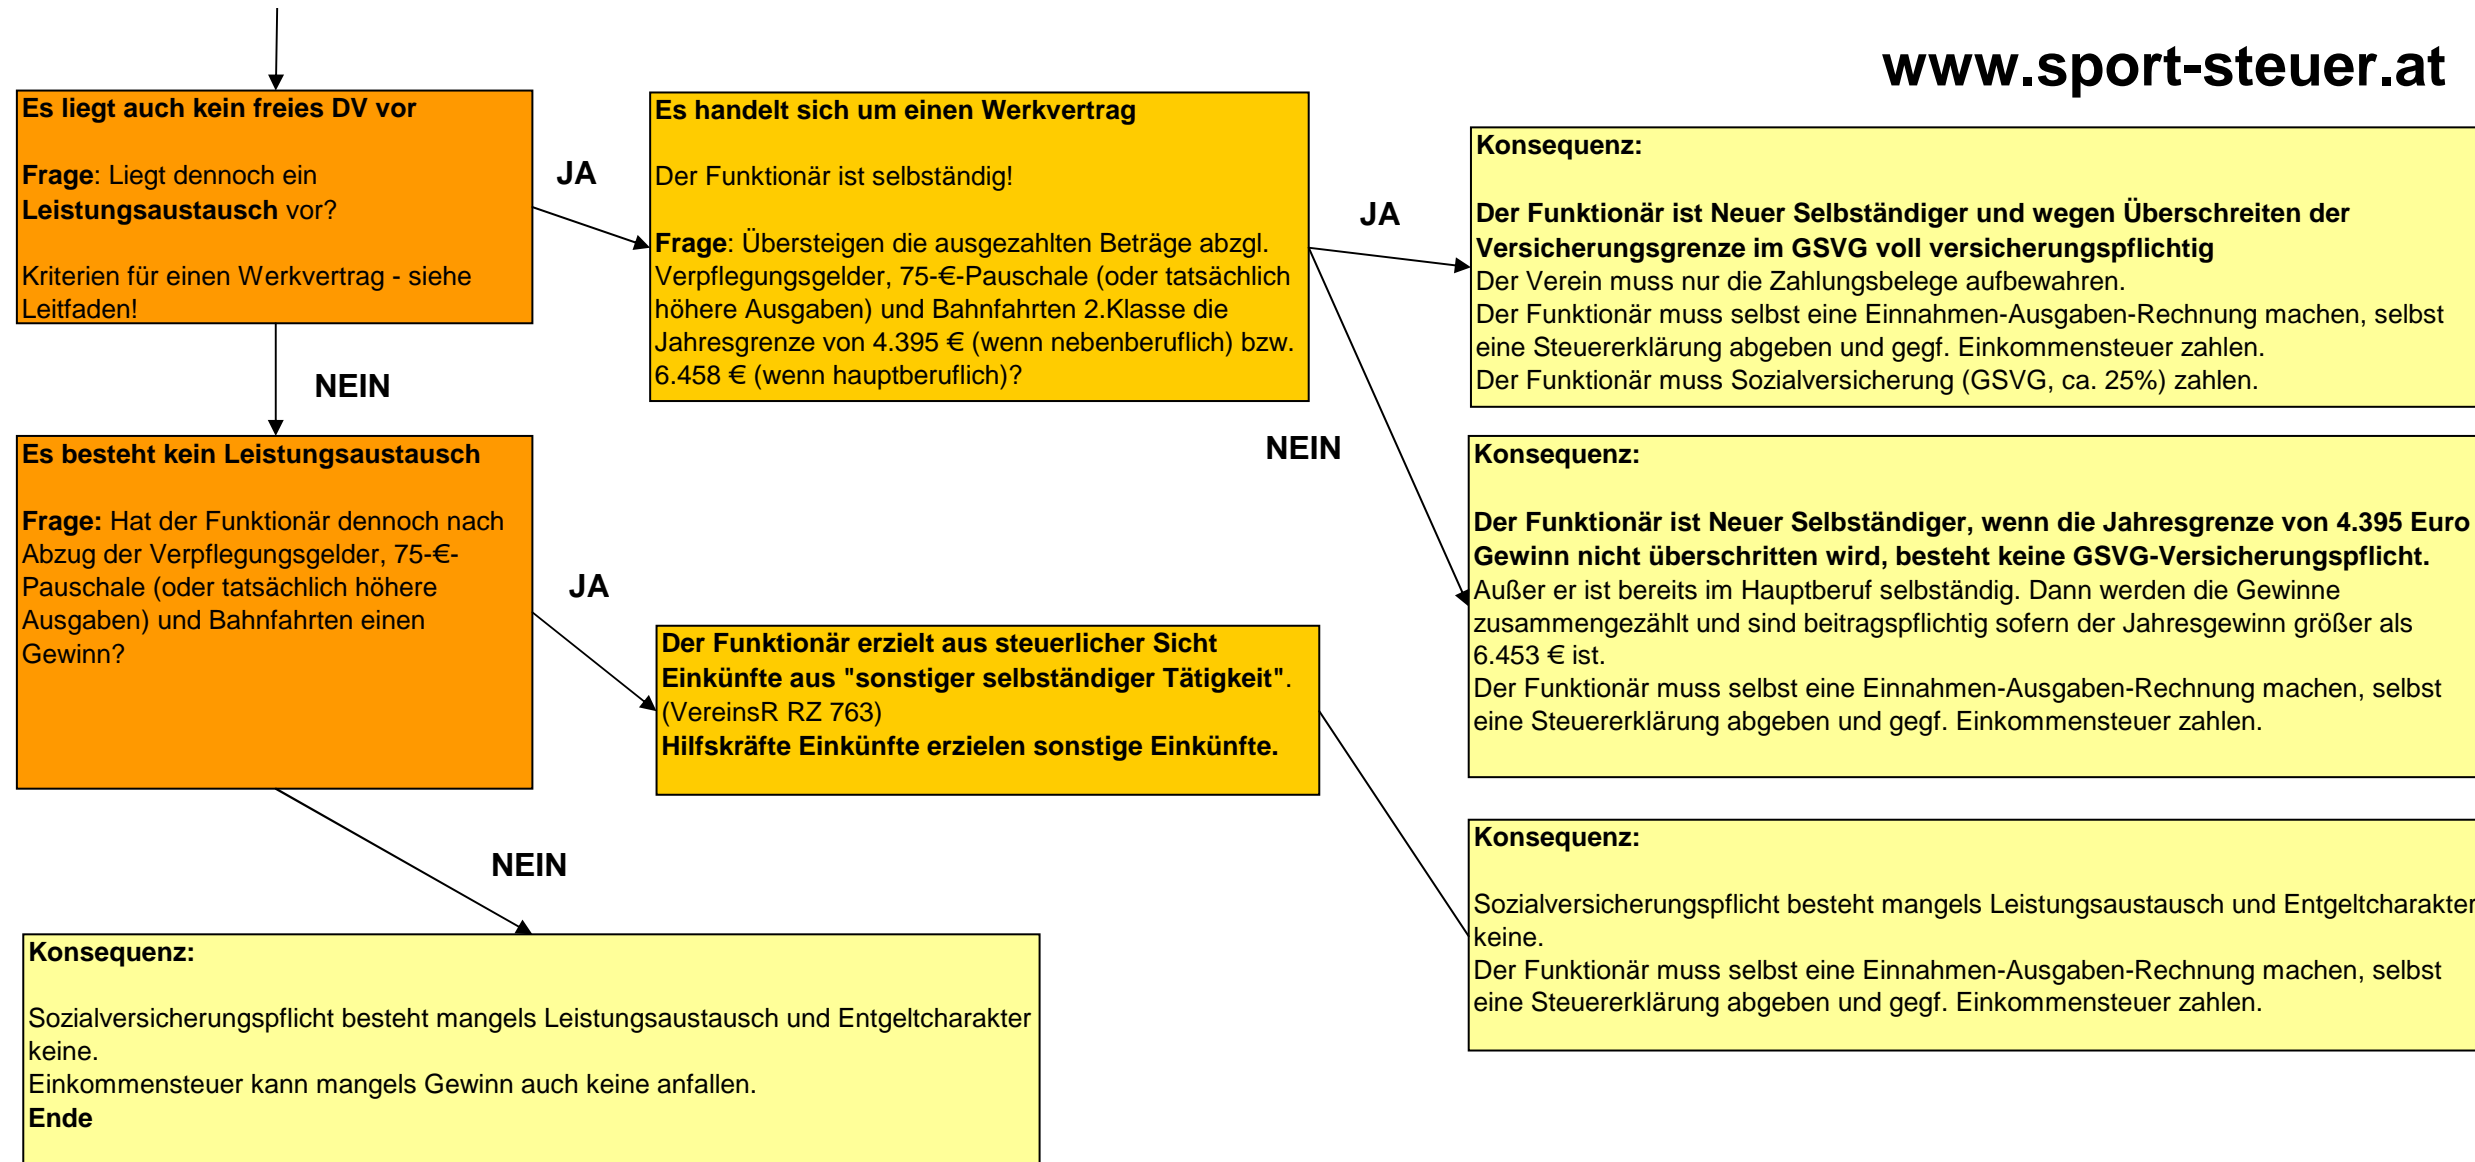 www.sport-steuer.at
Es liegt auch kein freies DV vor
Frage: Liegt dennoch ein
Leistungsaustausch vor?
Kriterien für einen Werkvertrag - siehe
Leitfaden!
JA
Es handelt sich um einen Werkvertrag
Der Funktionär ist selbständig!
Frage: Übersteigen die ausgezahlten Beträge abzgl.
Verpflegungsgelder, 75-€-Pauschale (oder tatsächlich
höhere Ausgaben) und Bahnfahrten 2.Klasse die
Jahresgrenze von 4.395 € (wenn nebenberuflich) bzw.
6.458 € (wenn hauptberuflich)?
JA
Konsequenz:
Der Funktionär ist Neuer Selbständiger und wegen Überschreiten der
Versicherungsgrenze im GSVG voll versicherungspflichtig
Der Verein muss nur die Zahlungsbelege aufbewahren.
Der Funktionär muss selbst eine Einnahmen-Ausgaben-Rechnung machen, selbst
eine Steuererklärung abgeben und gegf. Einkommensteuer zahlen.
Der Funktionär muss Sozialversicherung (GSVG, ca. 25%) zahlen.
NEIN
Es besteht kein Leistungsaustausch
Frage: Hat der Funktionär dennoch nach
Abzug der Verpflegungsgelder, 75-€-
Pauschale (oder tatsächlich höhere
Ausgaben) und Bahnfahrten einen
Gewinn?
NEIN
Konsequenz:
Der Funktionär ist Neuer Selbständiger, wenn die Jahresgrenze von 4.395 Euro
Gewinn nicht überschritten wird, besteht keine GSVG-Versicherungspflicht.
Außer er ist bereits im Hauptberuf selbständig. Dann werden die Gewinne
zusammengezählt und sind beitragspflichtig sofern der Jahresgewinn größer als
6.453 € ist.
Der Funktionär muss selbst eine Einnahmen-Ausgaben-Rechnung machen, selbst
eine Steuererklärung abgeben und gegf. Einkommensteuer zahlen.
JA
Der Funktionär erzielt aus steuerlicher Sicht
Einkünfte aus "sonstiger selbständiger Tätigkeit".
(VereinsR RZ 763)
Hilfskräfte Einkünfte erzielen sonstige Einkünfte.
Konsequenz:
Sozialversicherungspflicht besteht mangels Leistungsaustausch und Entgeltcharakter
keine.
Der Funktionär muss selbst eine Einnahmen-Ausgaben-Rechnung machen, selbst
eine Steuererklärung abgeben und gegf. Einkommensteuer zahlen.
NEIN
Konsequenz:
Sozialversicherungspflicht besteht mangels Leistungsaustausch und Entgeltcharakter
keine.
Einkommensteuer kann mangels Gewinn auch keine anfallen.
Ende